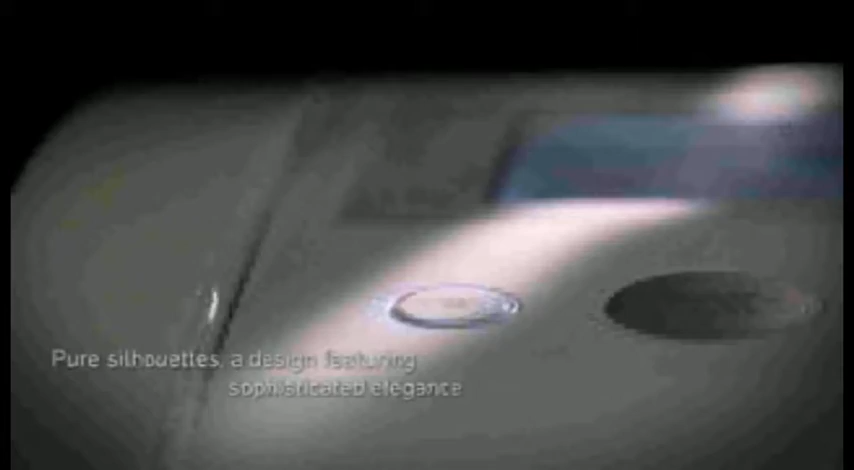 Pure silhouettes, a design featuring
sophisticated elegance